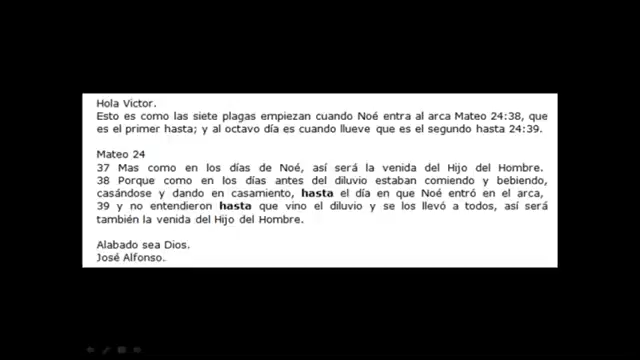 Hola Victor.
Esto es como las siete plagas empiezan cuando Noé entra al arca Mateo 24:38, que
es el primer hasta; y al octavo día es cuando llueve que es el segundo hasta 24:39.
Mateo 24
37 Mas como en los días de Noé, así será la venida del Hijo del Hombre.
38 Porque como en los días antes del diluvio estaban comiendo y bebiendo,
casándose y dando en casamiento, hasta el día en que Noé entró en el arca,
39 y no entendieron hasta que vino el diluvio y se los llevó a todos, así será
también la venida del Hijo del Hombre.
Alabado sea Dios.
José Alfonso.